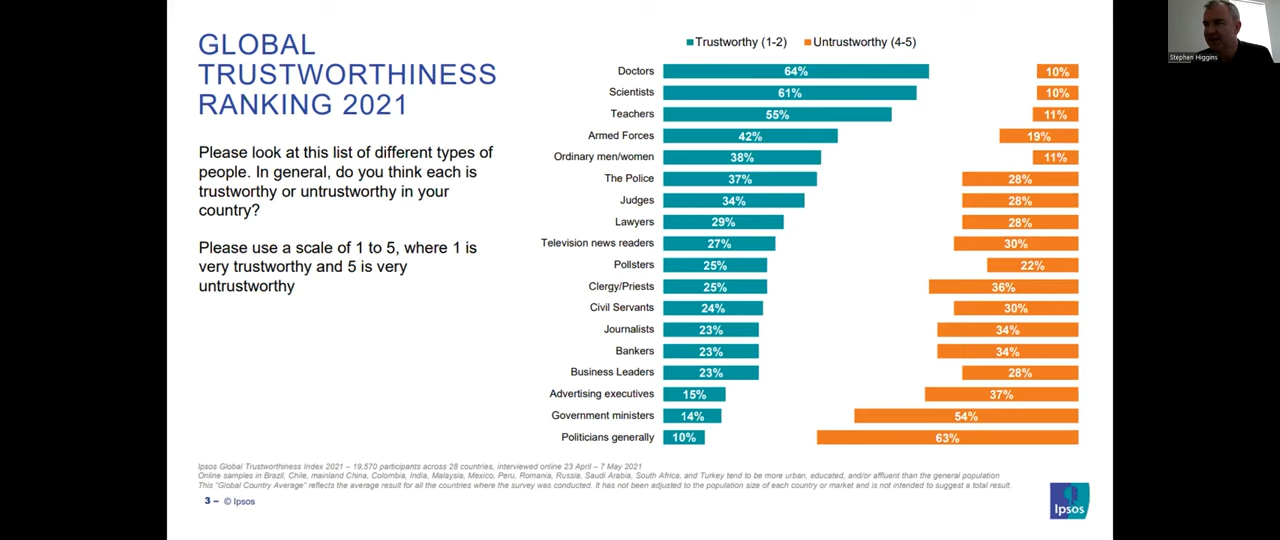 GLOBAL
TRUSTWORTHINESS
RANKING 2021
Please look at this list of different types of
people. In general, do you think each is
trustworthy or untrustworthy in your
country?
Please use a scale of 1 to 5, where 1 is
very trustworthy and 5 is very
untrustworthy
Trustworthy (1-2) Untrustworthy (4-5)
Doctors 64% 10%
Scientists 61% 10%
Teachers 55% 11%
Armed Forces 42% 19%
Ordinary men/women 38% 11%
The Police 37% 28%
Judges 34% 28%
Lawyers 29% 28%
Television news readers 27% 30%
Pollsters 25% 22%
Clergy/Priests 25% 36%
Civil Servants 24% 30%
Journalists 23% 34%
Bankers 23% 34%
Business Leaders 23% 28%
Advertising executives 15% 37%
Government ministers 14% 54%
Politicians generally 10% 63%
Ipsos Global Trustworthiness Index 2021 – 19,570 participants across 28 countries, interviewed online 23 April – 7 May 2021
Online samples in Brazil, Chile, mainland China, Colombia, India, Malaysia, Mexico, Peru, Romania, Russia, Saudi Arabia, South Africa, and Turkey tend to be more urban, educated, and/or affluent than the general population
This “Global Country Average” reflects the average result for all the countries where the survey was conducted. It has not been adjusted to the population size of each country or market and is not intended to suggest a total result.
3 – © Ipsos
Ipsos
Stephen Higgins